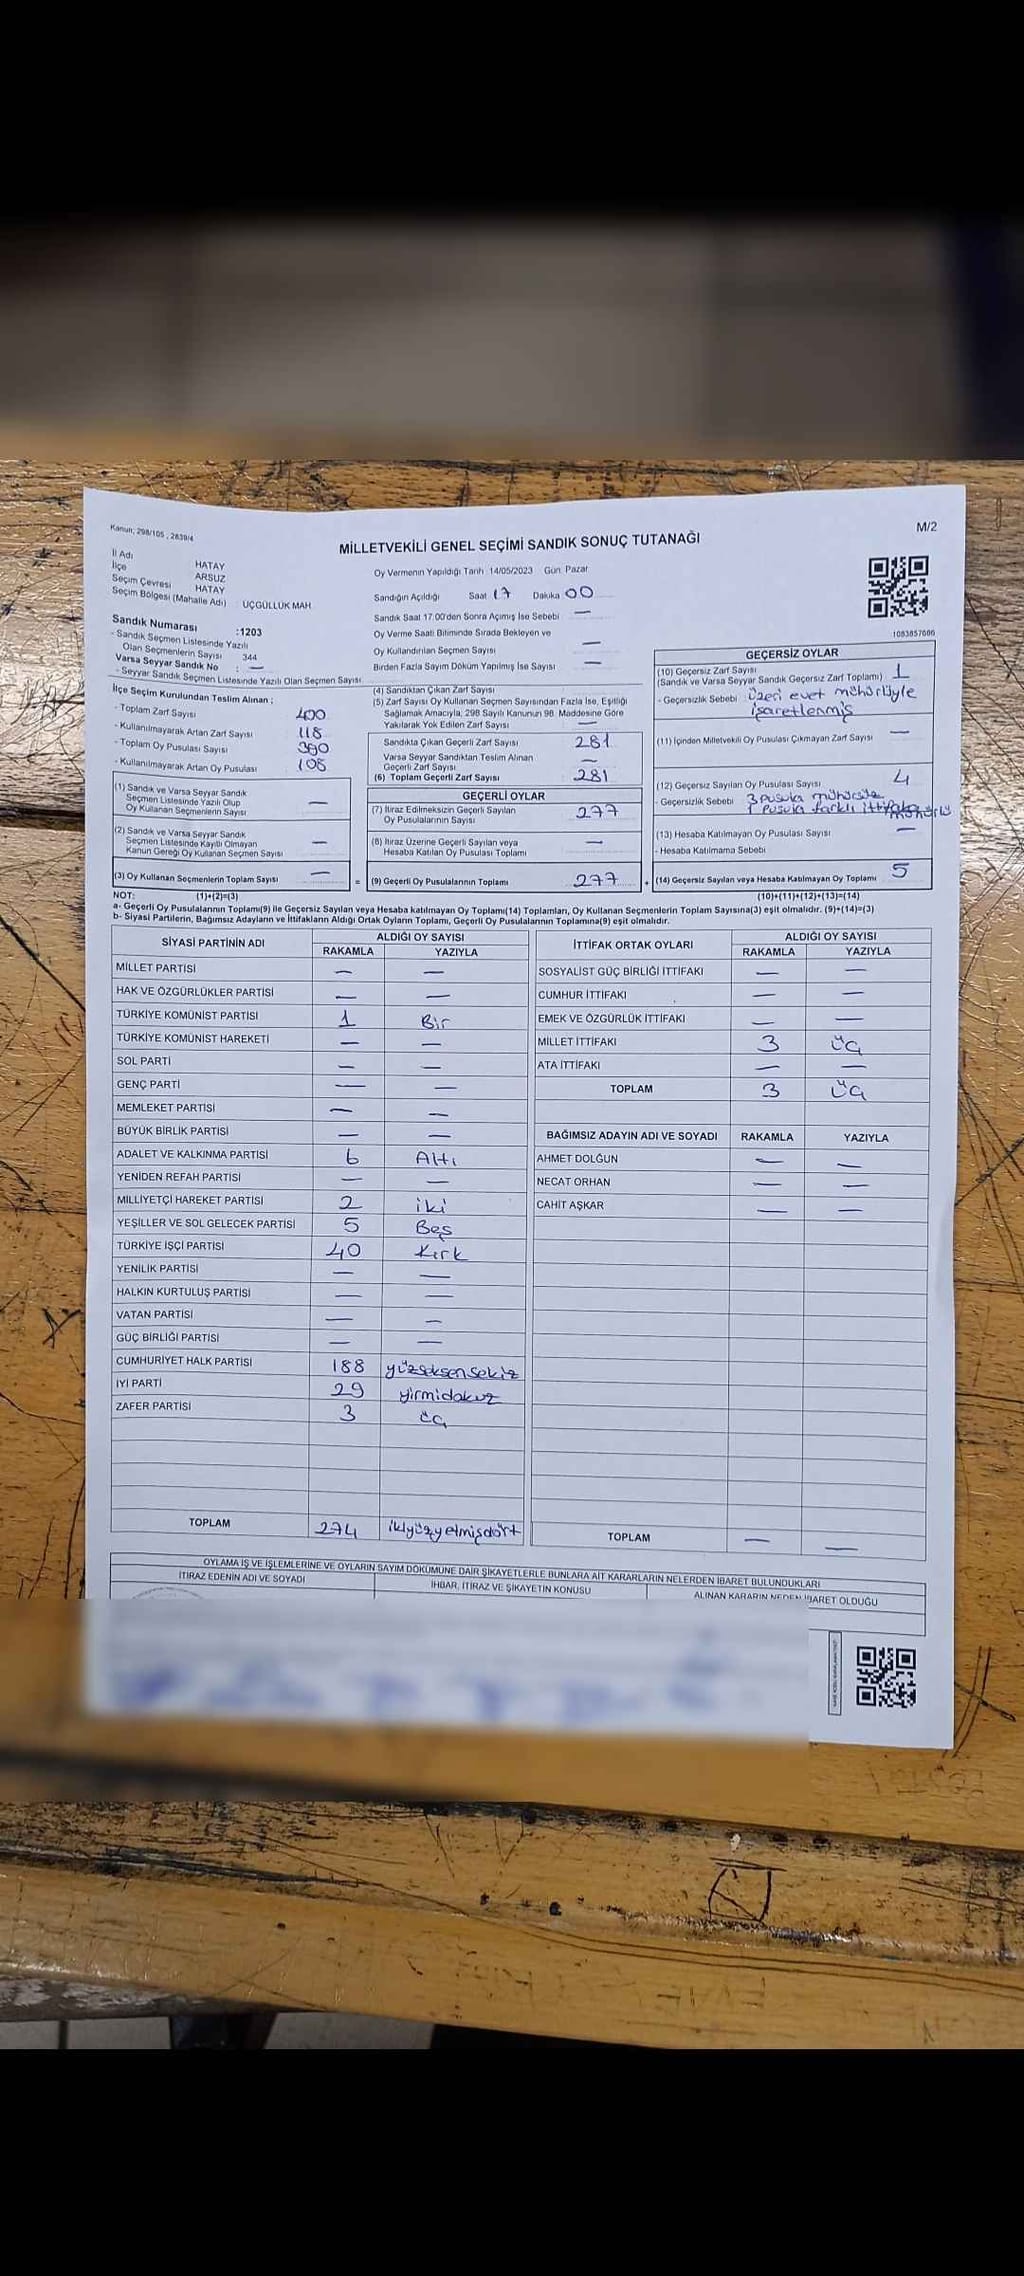 Kanun; 298/105 , 2839/4
M/2
MİLLETVEKİLİ GENEL SEÇİMİ SANDIK SONUÇ TUTANAĞI
İl Adı HATAY
İlçe ARSUZ
Seçim Çevresi HATAY
Seçim Bölgesi (Mahalle Adı) ÜÇGÜLLÜK MAH
Oy Vermenin Yapıldığı Tarih 14/05/2023 Gün: Pazar
Sandığın Açıldığı Saat 17 Dakika 00
Sandık Saat 17.00'den Sonra Açılmış İse Sebebi —
Oy Verme Saati Bitiminde Sırada Bekleyen ve
Oy Kullandırılan Seçmen Sayısı —
Birden Fazla Sayım Döküm Yapılmış İse Sayısı —
1083857686
Sandık Numarası :1203
- Sandık Seçmen Listesinde Yazılı
Olan Seçmenlerin Sayısı 344
Varsa Seyyar Sandık No : —
- Seyyar Sandık Seçmen Listesinde Yazılı Olan Seçmen Sayısı
İlçe Seçim Kurulundan Teslim Alınan ;
- Toplam Zarf Sayısı 400
- Kullanılmayarak Artan Zarf Sayısı 118
- Toplam Oy Pusulası Sayısı 390
- Kullanılmayarak Artan Oy Pusulası 108
(1) Sandık ve Varsa Seyyar Sandık
Seçmen Listesinde Yazılı Olup
Oy Kullanan Seçmenlerin Sayısı —
(2) Sandık ve Varsa Seyyar Sandık
Seçmen Listesinde Kayıtlı Olmayan
Kanun Gereği Oy Kullanan Seçmen Sayısı —
(3) Oy Kullanan Seçmenlerin Toplam Sayısı —
(4) Sandıktan Çıkan Zarf Sayısı
(5) Zarf Sayısı Oy Kullanan Seçmen Sayısından Fazla İse, Eşitliği
Sağlamak Amacıyla, 298 Sayılı Kanunun 98. Maddesine Göre
Yakılarak Yok Edilen Zarf Sayısı —
Sandıkta Çıkan Geçerli Zarf Sayısı 281
Varsa Seyyar Sandıktan Teslim Alınan
Geçerli Zarf Sayısı —
(6) Toplam Geçerli Zarf Sayısı 281
GEÇERLİ OYLAR
(7) İtiraz Edilmeksizin Geçerli Sayılan
Oy Pusulalarının Sayısı 277
(8) İtiraz Üzerine Geçerli Sayılan veya
Hesaba Katılan Oy Pusulası Toplamı —
= (9) Geçerli Oy Pusulalarının Toplamı 277
GEÇERSİZ OYLAR
(10) Geçersiz Zarf Sayısı
(Sandık ve Varsa Seyyar Sandık Geçersiz Zarf Toplamı) 1
- Geçersizlik Sebebi üzeri evet mühürüyle
işaretlenmiş
(11) İçinden Milletvekili Oy Pusulası Çıkmayan Zarf Sayısı —
(12) Geçersiz Sayılan Oy Pusulası Sayısı 4
- Geçersizlik Sebebi 3 pusula mühürsüz
1 pusula farklı ittifaka mühürlü
(13) Hesaba Katılmayan Oy Pusulası Sayısı —
- Hesaba Katılmama Sebebi
+ (14) Geçersiz Sayılan veya Hesaba Katılmayan Oy Toplamı 5
NOT: (1)+(2)=(3) (10)+(11)+(12)+(13)=(14)
a- Geçerli Oy Pusulalarının Toplamı(9) ile Geçersiz Sayılan veya Hesaba katılmayan Oy Toplamı(14) Toplamları, Oy Kullanan Seçmenlerin Toplam Sayısına(3) eşit olmalıdır. (9)+(14)=(3)
b- Siyasi Partilerin, Bağımsız Adayların ve İttifakların Aldığı Ortak Oyların Toplamı, Geçerli Oy Pusulalarının Toplamına(9) eşit olmalıdır.
SİYASİ PARTİNİN ADI ALDIĞI OY SAYISI
RAKAMLA YAZIYLA
MİLLET PARTİSİ — —
HAK VE ÖZGÜRLÜKLER PARTİSİ — —
TÜRKİYE KOMÜNİST PARTİSİ 1 Bir
TÜRKİYE KOMÜNİST HAREKETİ — —
SOL PARTİ — —
GENÇ PARTİ — —
MEMLEKET PARTİSİ — —
BÜYÜK BİRLİK PARTİSİ — —
ADALET VE KALKINMA PARTİSİ 6 Altı
YENİDEN REFAH PARTİSİ — —
MİLLİYETÇİ HAREKET PARTİSİ 2 iki
YEŞİLLER VE SOL GELECEK PARTİSİ 5 Beş
TÜRKİYE İŞÇİ PARTİSİ 40 Kırk
YENİLİK PARTİSİ — —
HALKIN KURTULUŞ PARTİSİ — —
VATAN PARTİSİ — —
GÜÇ BİRLİĞİ PARTİSİ — —
CUMHURİYET HALK PARTİSİ 188 yüzseksensekiz
İYİ PARTİ 29 yirmidokuz
ZAFER PARTİSİ 3 üç
TOPLAM 274 ikiyüzyetmişdört
İTTİFAK ORTAK OYLARI ALDIĞI OY SAYISI
RAKAMLA YAZIYLA
SOSYALİST GÜÇ BİRLİĞİ İTTİFAKI — —
CUMHUR İTTİFAKI — —
EMEK VE ÖZGÜRLÜK İTTİFAKI — —
MİLLET İTTİFAKI 3 üç
ATA İTTİFAKI — —
TOPLAM 3 üç
BAĞIMSIZ ADAYIN ADI VE SOYADI RAKAMLA YAZIYLA
AHMET DOLĞUN — —
NECAT ORHAN — —
CAHİT AŞKAR — —
TOPLAM — —
OYLAMA İŞ VE İŞLEMLERİNE VE OYLARIN SAYIM DÖKÜMÜNE DAİR ŞİKAYETLERLE BUNLARA AİT KARARLARIN NELERDEN İBARET BULUNDUKLARI
İTİRAZ EDENİN ADI VE SOYADI İHBAR, İTİRAZ VE ŞİKAYETİN KONUSU ALINAN KARARIN NEDEN İBARET OLDUĞU